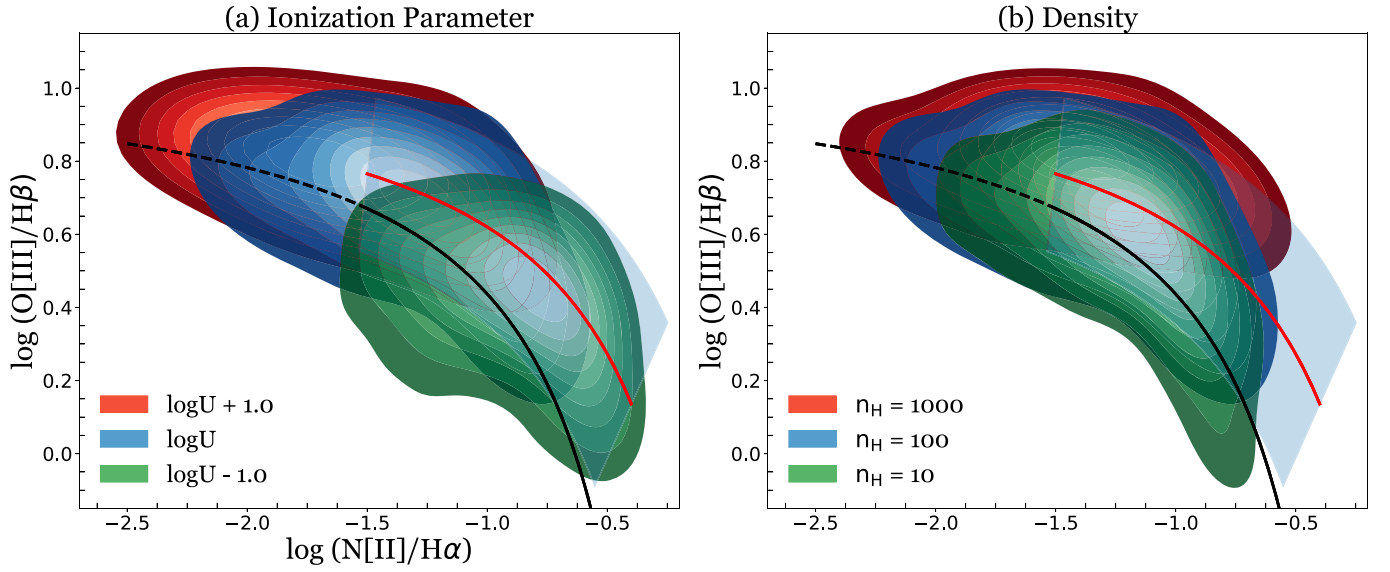 (a) Ionization Parameter
(b) Density
log (O[III]/Hβ)
1.0
0.8
0.6
0.4
0.2
0.0
logU + 1.0
logU
logU - 1.0
−2.5 −2.0 −1.5 −1.0 −0.5
log (N[II]/Hα)
log (O[III]/Hβ)
1.0
0.8
0.6
0.4
0.2
0.0
n_H = 1000
n_H = 100
n_H = 10
−2.5 −2.0 −1.5 −1.0 −0.5